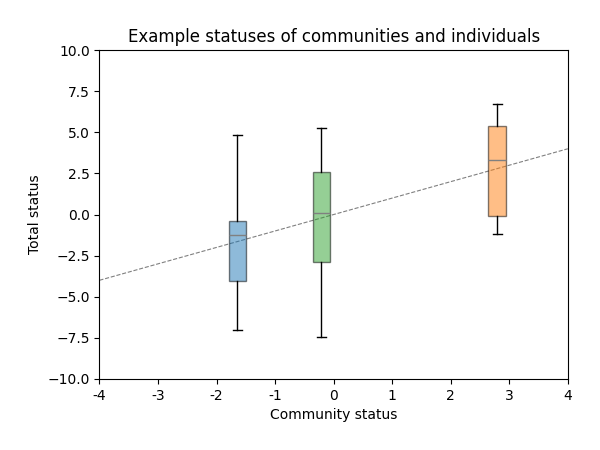 Example statuses of communities and individuals
10.0
7.5
5.0
2.5
0.0
−2.5
−5.0
−7.5
−10.0
Total status
-4 -3 -2 -1 0 1 2 3 4
Community status